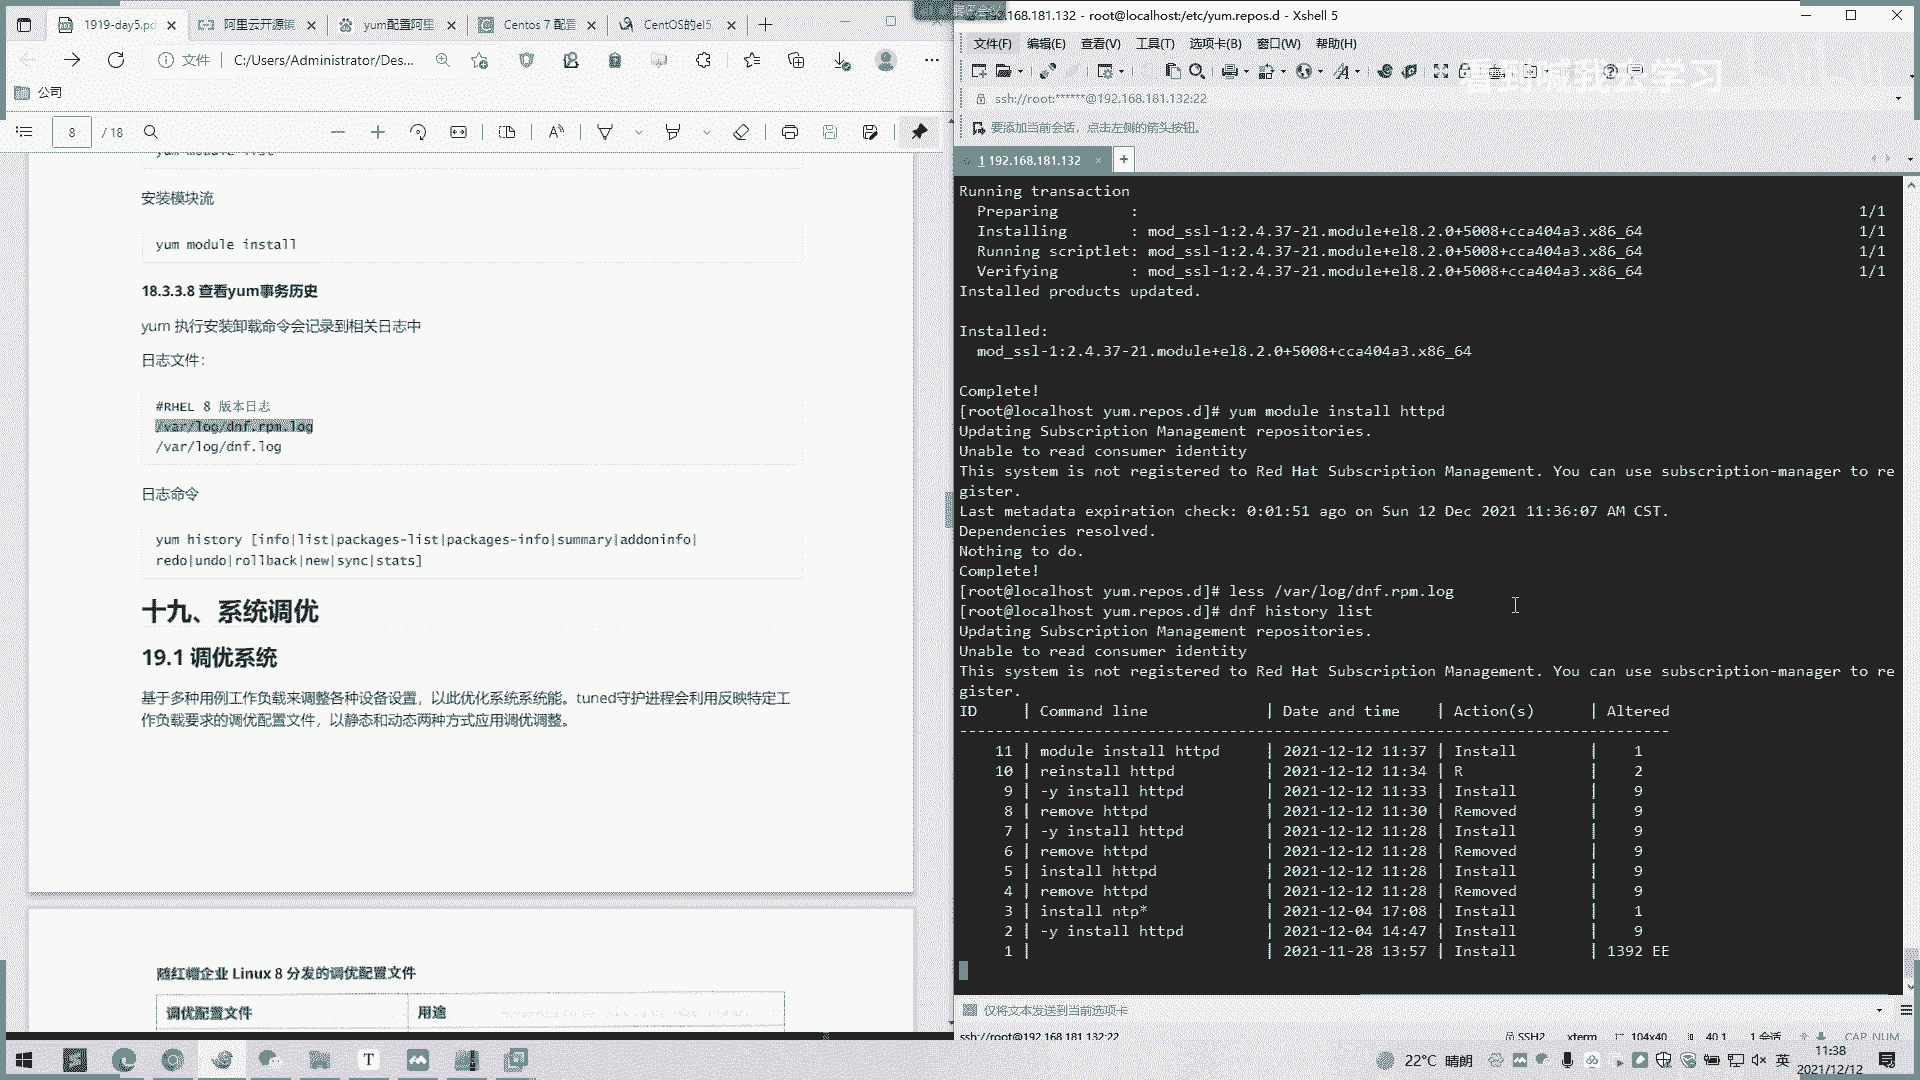 1919-day5.pd
阿里云开源镜
yum配置阿里
Centos 7 配置
CentOS的el5
文件
C:/Users/Administrator/Des...
公司
8
/ 18
yum module list
安装模块流
yum module install
18.3.3.8 查看yum事务历史
yum 执行安装卸载命令会记录到相关日志中
日志文件:
#RHEL 8 版本日志
/var/log/dnf.rpm.log
/var/log/dnf.log
日志命令
yum history [info|list|packages-list|packages-info|summary|addoninfo|
redo|undo|rollback|new|sync|stats]
十九、系统调优
19.1 调优系统
基于多种用例工作负载来调整各种设备设置，以此优化系统系统能。tuned守护进程会利用反映特定工
作负载要求的调优配置文件，以静态和动态两种方式应用调优调整。
随红帽企业 Linux 8 分发的调优配置文件
调优配置文件
用途
192.168.181.132 - root@localhost:/etc/yum.repos.d - Xshell 5
文件(F)
编辑(E)
查看(V)
工具(T)
选项卡(B)
窗口(W)
帮助(H)
ssh://root:******@192.168.181.132:22
要添加当前会话，点击左侧的箭头按钮。
1 192.168.181.132
Running transaction
Preparing : 1/1
Installing : mod_ssl-1:2.4.37-21.module+el8.2.0+5008+cca404a3.x86_64 1/1
Running scriptlet: mod_ssl-1:2.4.37-21.module+el8.2.0+5008+cca404a3.x86_64 1/1
Verifying : mod_ssl-1:2.4.37-21.module+el8.2.0+5008+cca404a3.x86_64 1/1
Installed products updated.
Installed:
mod_ssl-1:2.4.37-21.module+el8.2.0+5008+cca404a3.x86_64
Complete!
[root@localhost yum.repos.d]# yum module install httpd
Updating Subscription Management repositories.
Unable to read consumer identity
This system is not registered to Red Hat Subscription Management. You can use subscription-manager to re
gister.
Last metadata expiration check: 0:01:51 ago on Sun 12 Dec 2021 11:36:07 AM CST.
Dependencies resolved.
Nothing to do.
Complete!
[root@localhost yum.repos.d]# less /var/log/dnf.rpm.log
[root@localhost yum.repos.d]# dnf history list
Updating Subscription Management repositories.
Unable to read consumer identity
This system is not registered to Red Hat Subscription Management. You can use subscription-manager to re
gister.
ID | Command line | Date and time | Action(s) | Altered
-------------------------------------------------------------------------------
11 | module install httpd | 2021-12-12 11:37 | Install | 1
10 | reinstall httpd | 2021-12-12 11:34 | R | 2
9 | -y install httpd | 2021-12-12 11:33 | Install | 9
8 | remove httpd | 2021-12-12 11:30 | Removed | 9
7 | -y install httpd | 2021-12-12 11:28 | Install | 9
6 | remove httpd | 2021-12-12 11:28 | Removed | 9
5 | install httpd | 2021-12-12 11:28 | Install | 9
4 | remove httpd | 2021-12-12 11:28 | Removed | 9
3 | install ntp* | 2021-12-04 17:08 | Install | 1
2 | -y install httpd | 2021-12-04 14:47 | Install | 9
1 | | 2021-11-28 13:57 | Install | 1392 EE
仅将文本发送到当前选项卡
ssh://root@192.168.181.132:22
SSH2
xterm
104x40
40,1
1 会话
CAP NUM
22°C 晴朗
英
11:38
2021/12/12